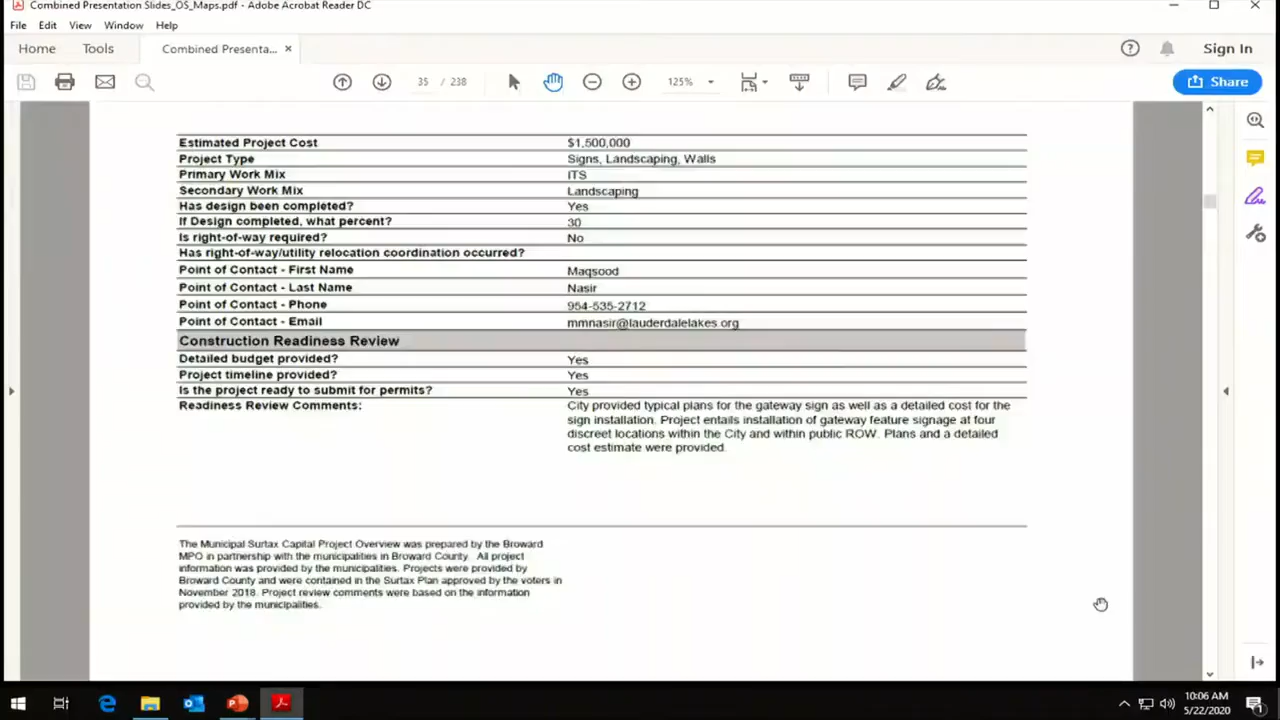 Combined Presentation Slides_OS_Maps.pdf - Adobe Acrobat Reader DC
File Edit View Window Help
Home Tools Combined Presenta... × Sign In
35 / 238 125% Share
Estimated Project Cost $1,500,000
Project Type Signs, Landscaping, Walls
Primary Work Mix ITS
Secondary Work Mix Landscaping
Has design been completed? Yes
If Design completed, what percent? 30
Is right-of-way required? No
Has right-of-way/utility relocation coordination occurred?
Point of Contact - First Name Maqsood
Point of Contact - Last Name Nasir
Point of Contact - Phone 954-535-2712
Point of Contact - Email mmnasir@lauderdalelakes.org
Construction Readiness Review
Detailed budget provided? Yes
Project timeline provided? Yes
Is the project ready to submit for permits? Yes
Readiness Review Comments: City provided typical plans for the gateway sign as well as a detailed cost for the
sign installation. Project entails installation of gateway feature signage at four
discreet locations within the City and within public ROW. Plans and a detailed
cost estimate were provided.
The Municipal Surtax Capital Project Overview was prepared by the Broward
MPO in partnership with the municipalities in Broward County. All project
information was provided by the municipalities. Projects were provided by
Broward County and were contained in the Surtax Plan approved by the voters in
November 2018. Project review comments were based on the information
provided by the municipalities.
10:06 AM
5/22/2020